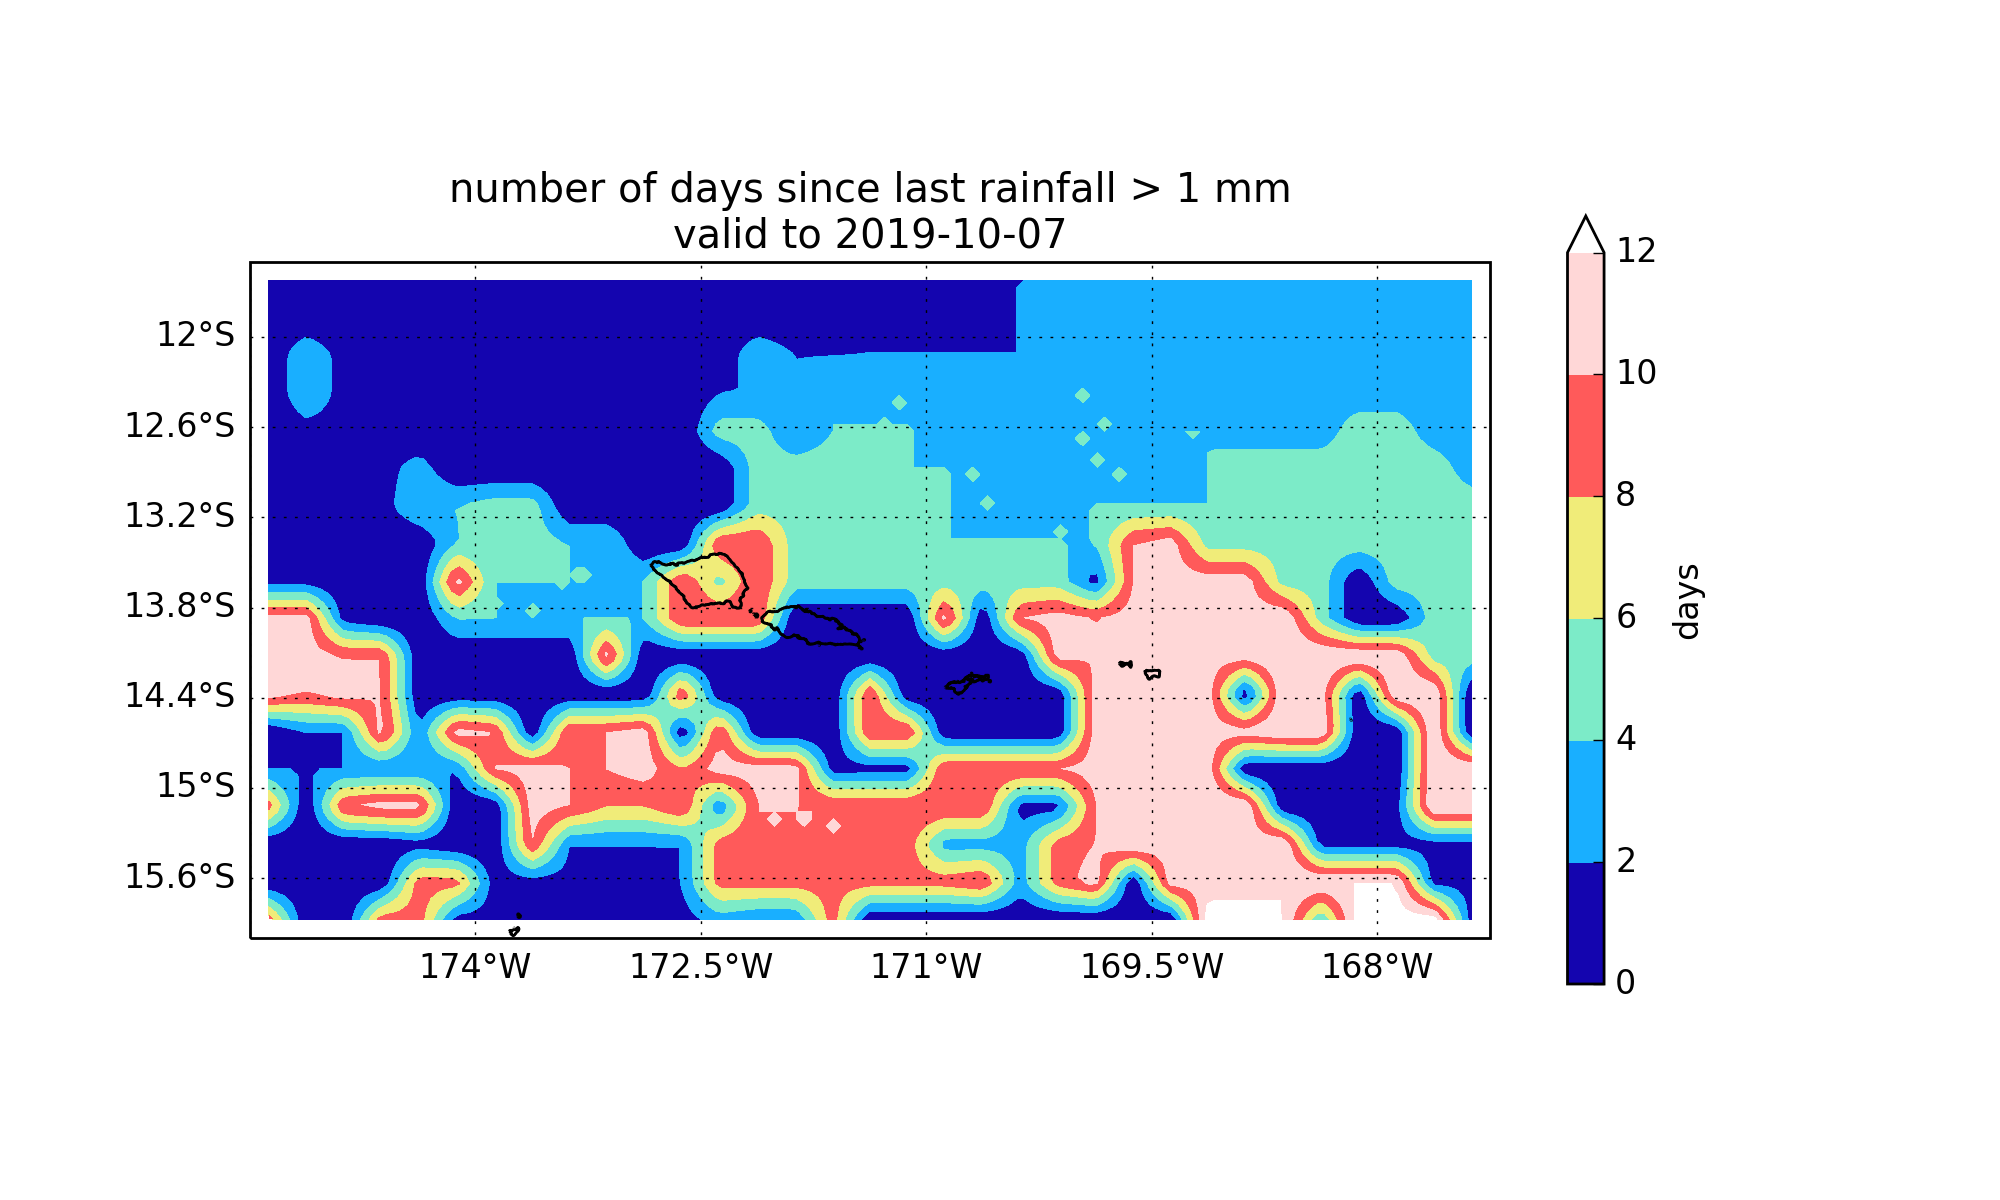 number of days since last rainfall > 1 mm
valid to 2019-10-07
12°S
12.6°S
13.2°S
13.8°S
14.4°S
15°S
15.6°S
174°W
172.5°W
171°W
169.5°W
168°W
12
10
8
6
4
2
0
days